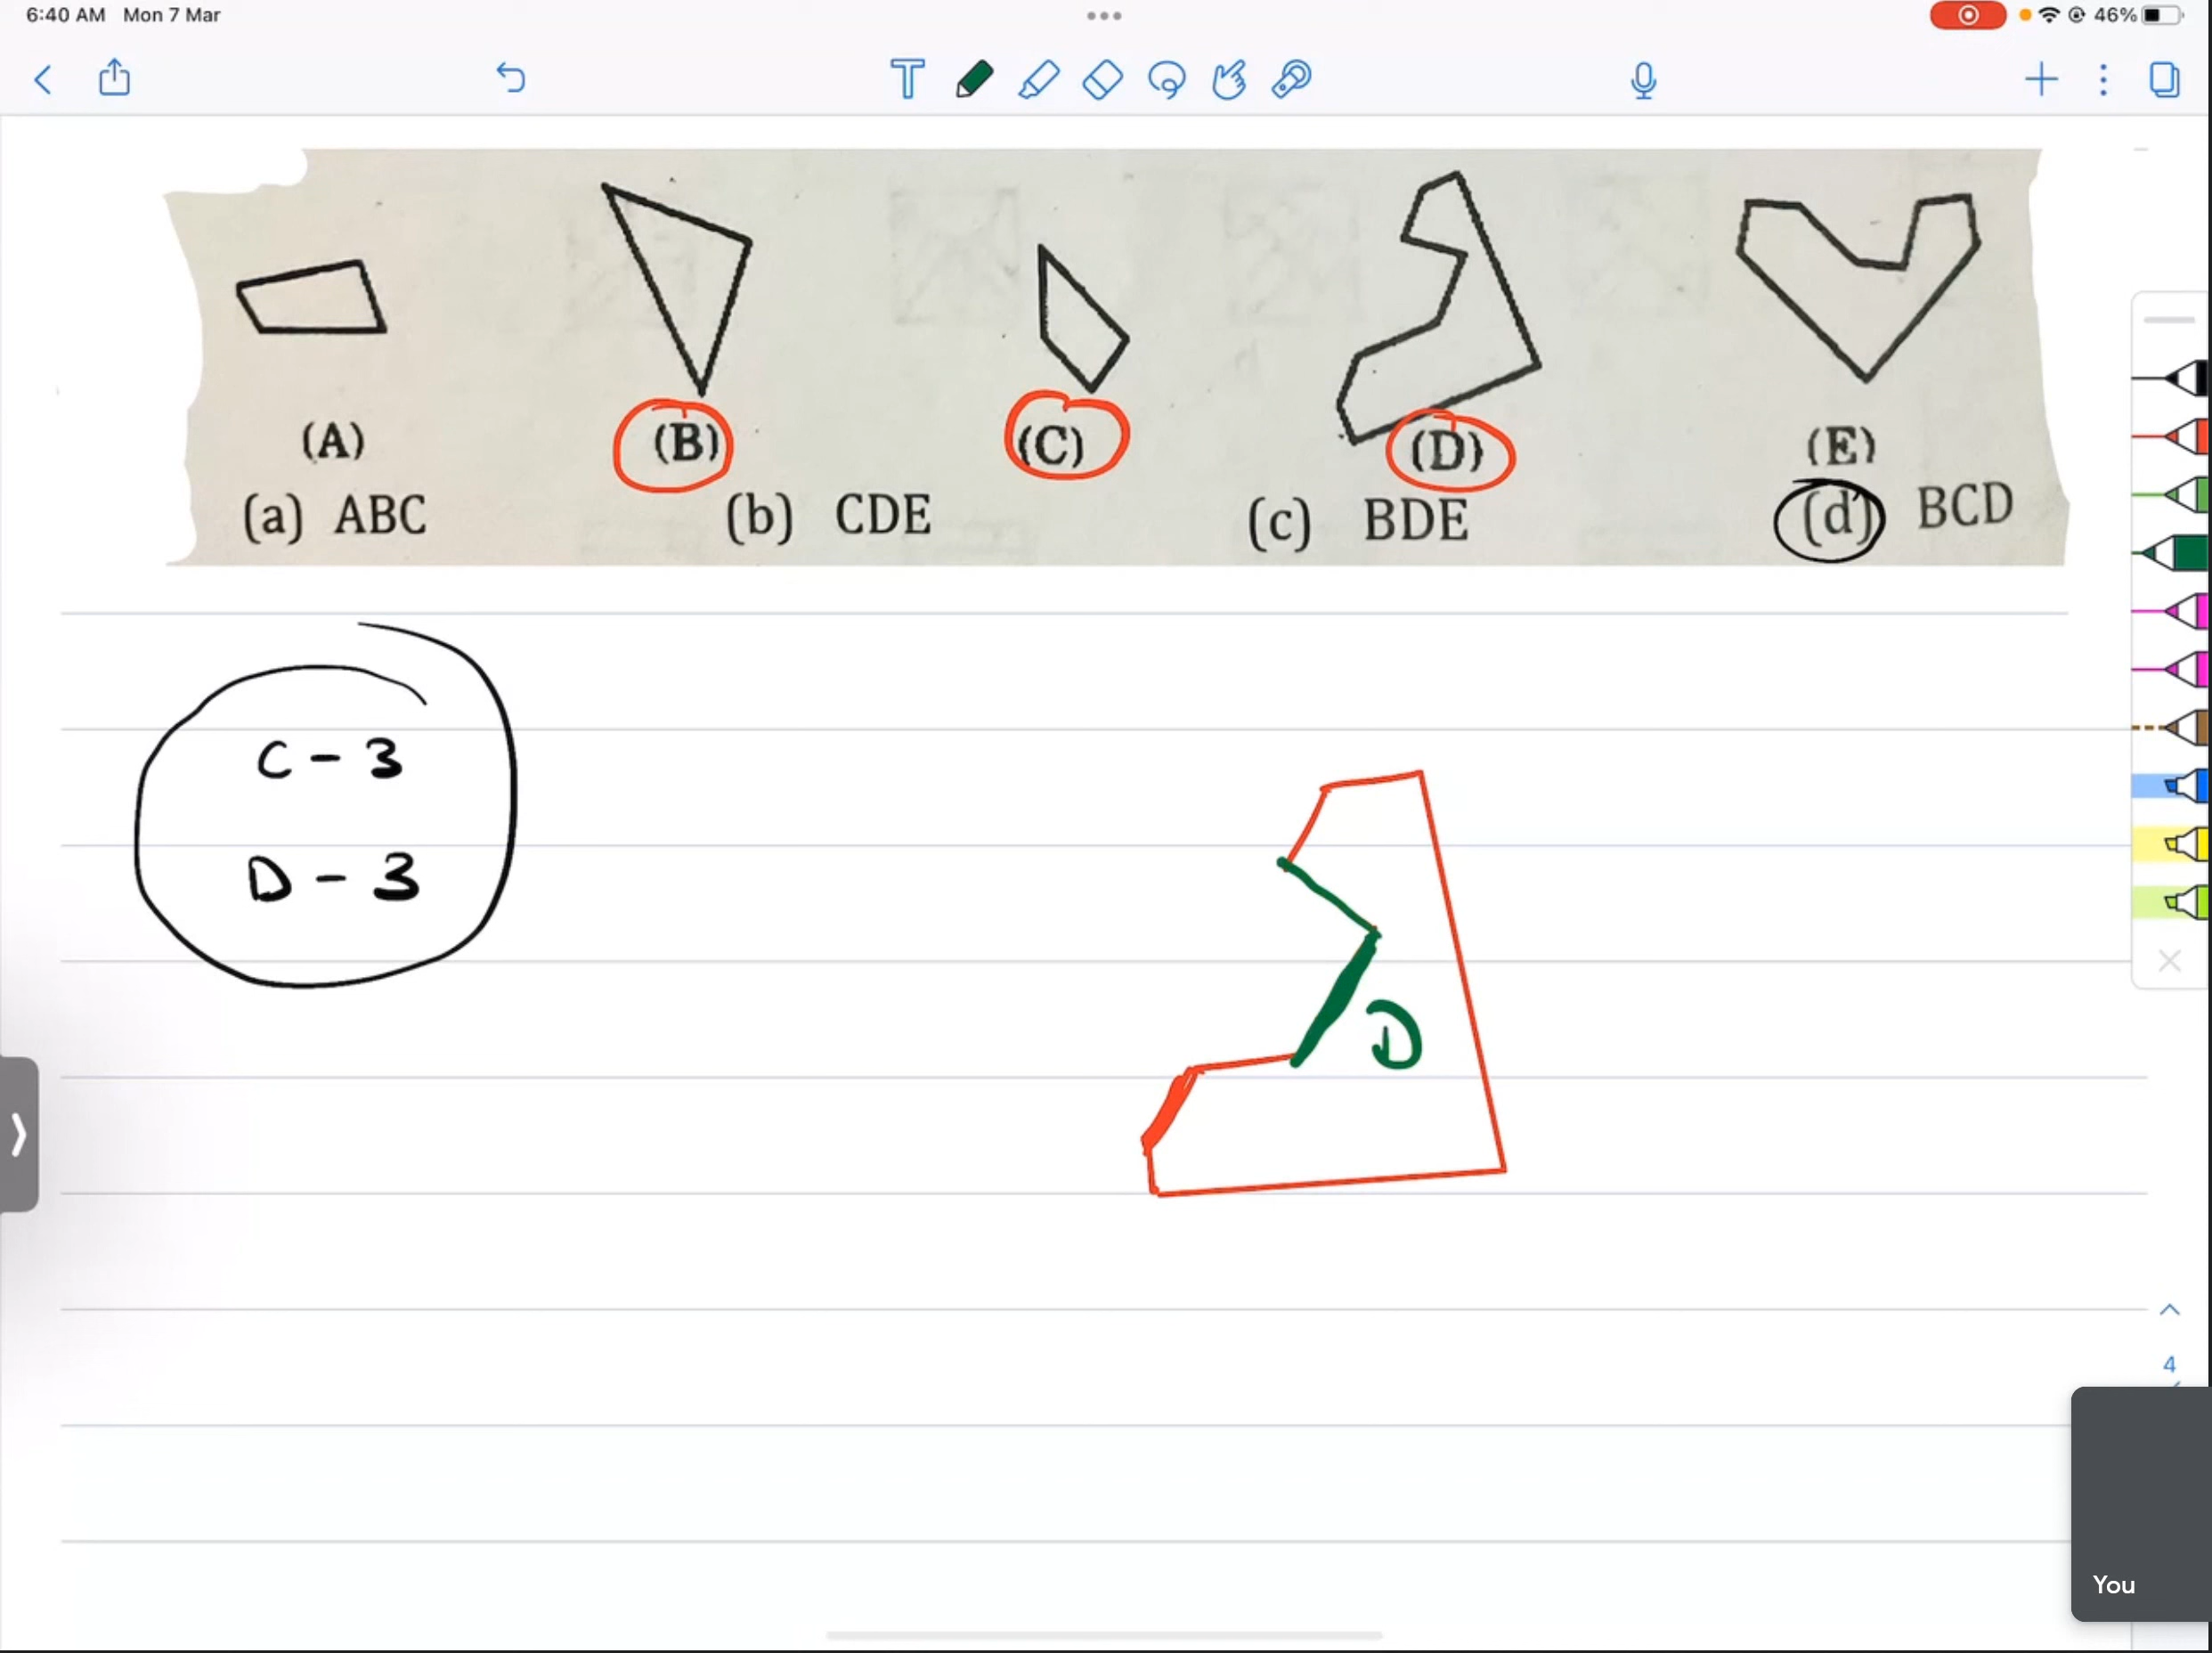 6:40 AM Mon 7 Mar
46%
(A) (B) (C) (D) (E)
(a) ABC (b) CDE (c) BDE (d) BCD
C - 3
D - 3
D
4
You